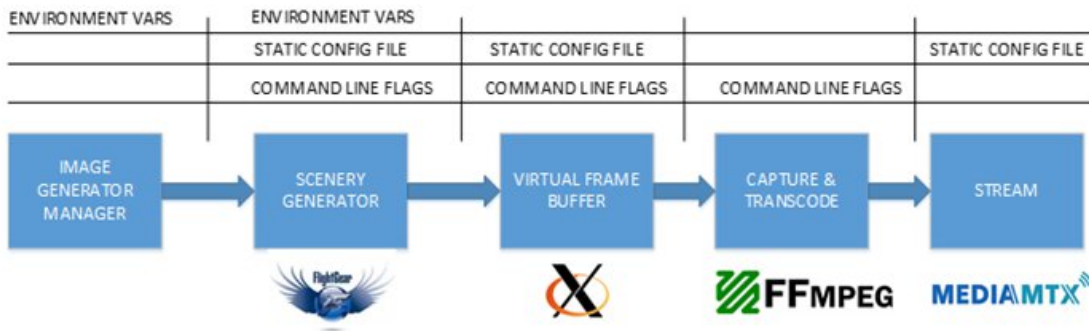 ENVIRONMENT VARS ENVIRONMENT VARS
STATIC CONFIG FILE STATIC CONFIG FILE STATIC CONFIG FILE
COMMAND LINE FLAGS COMMAND LINE FLAGS COMMAND LINE FLAGS
IMAGE
GENERATOR
MANAGER
SCENERY
GENERATOR
VIRTUAL FRAME
BUFFER
CAPTURE &
TRANSCODE
STREAM
FlightGear
X
FFMPEG
MEDIAMTX